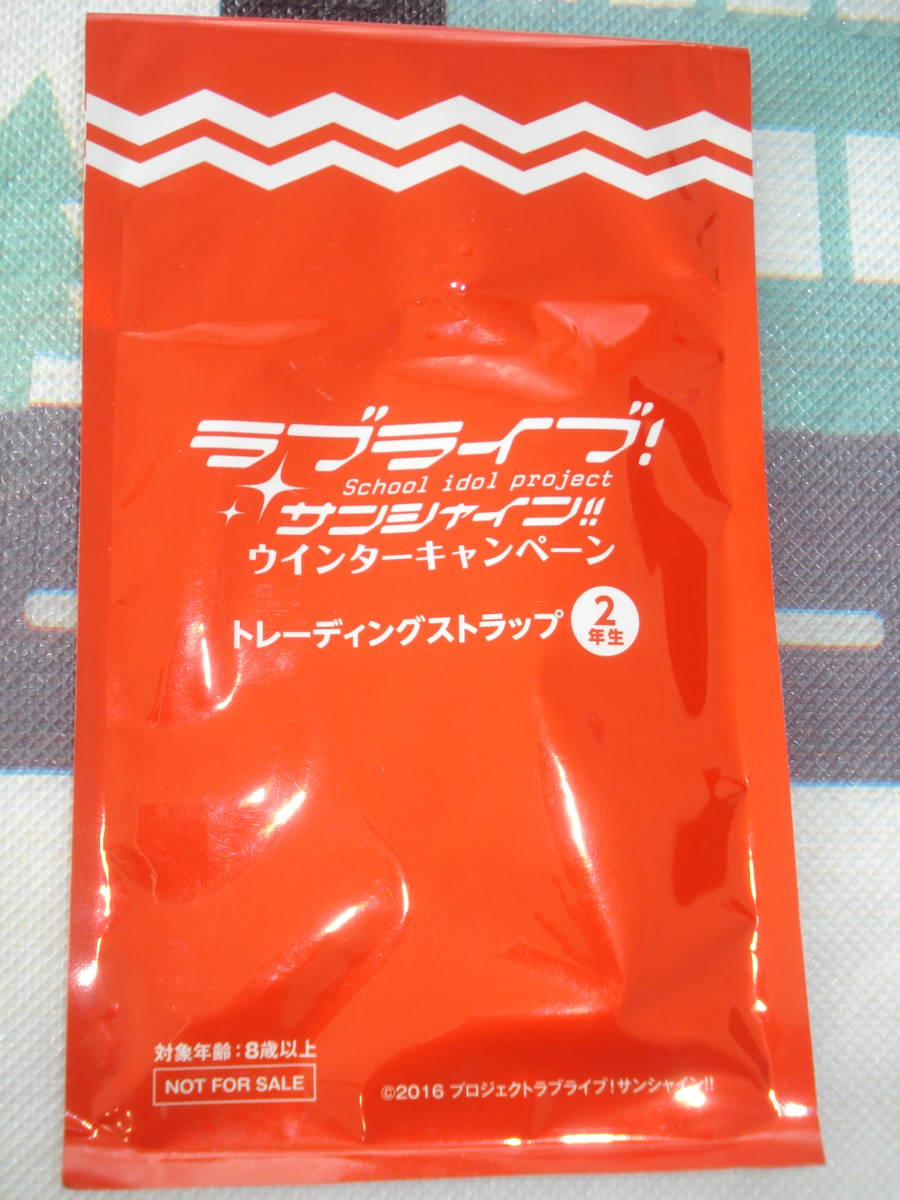 ラブライブ!
School idol project
サンシャイン!!
ウインターキャンペーン
トレーディングストラップ 2年生
対象年齢:8歳以上
NOT FOR SALE
©2016 プロジェクトラブライブ!サンシャイン!!